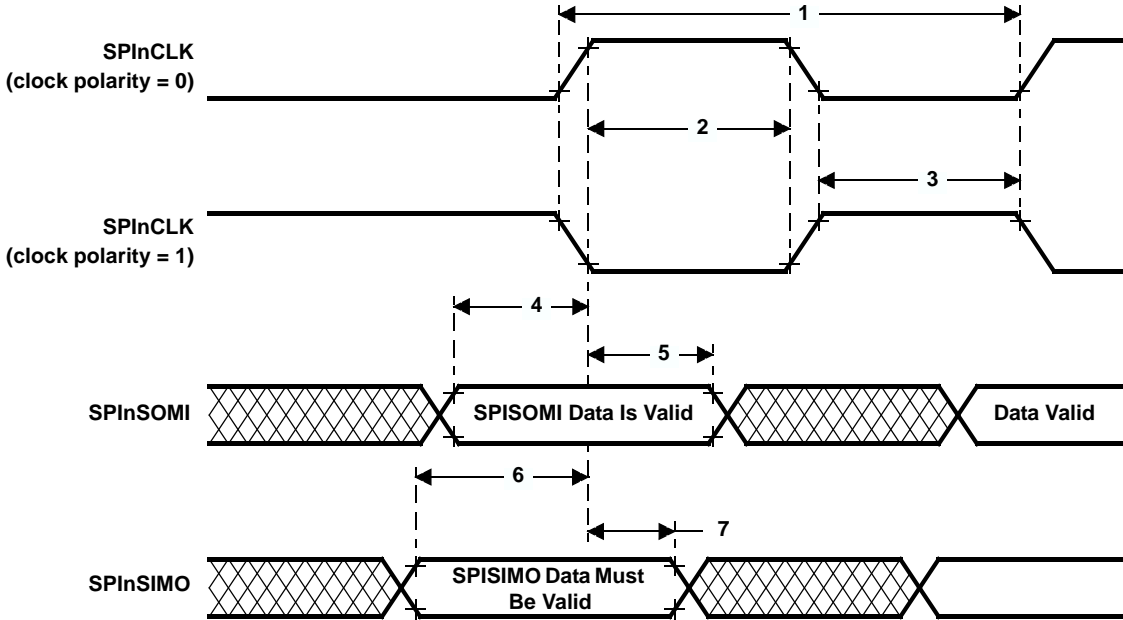 1
SPInCLK
(clock polarity = 0)
2
3
SPInCLK
(clock polarity = 1)
4
5
SPInSOMI
SPISOMI Data Is Valid
Data Valid
6
7
SPInSIMO
SPISIMO Data Must
Be Valid